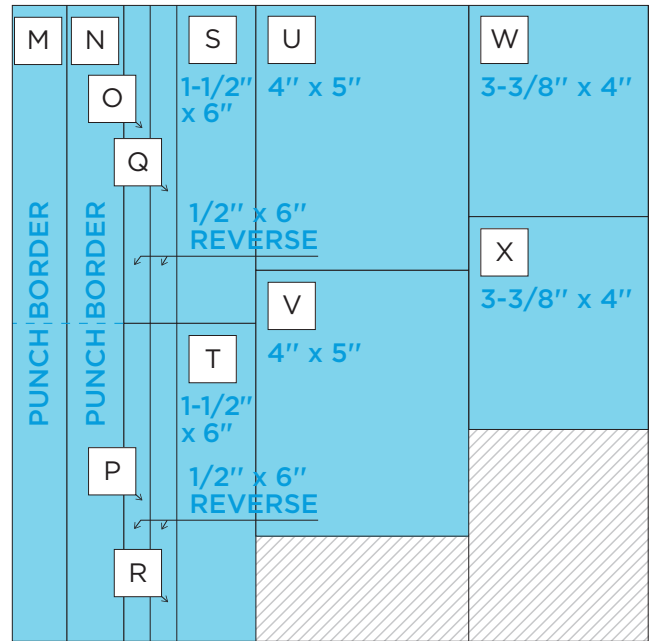 M
N
S
U
W
1-1/2" x 6"
4" x 5"
3-3/8" x 4"
O
Q
1/2" x 6"
REVERSE
PUNCH BORDER
PUNCH BORDER
X
3-3/8" x 4"
V
4" x 5"
T
1-1/2"
x 6"
P
1/2" x 6"
REVERSE
R